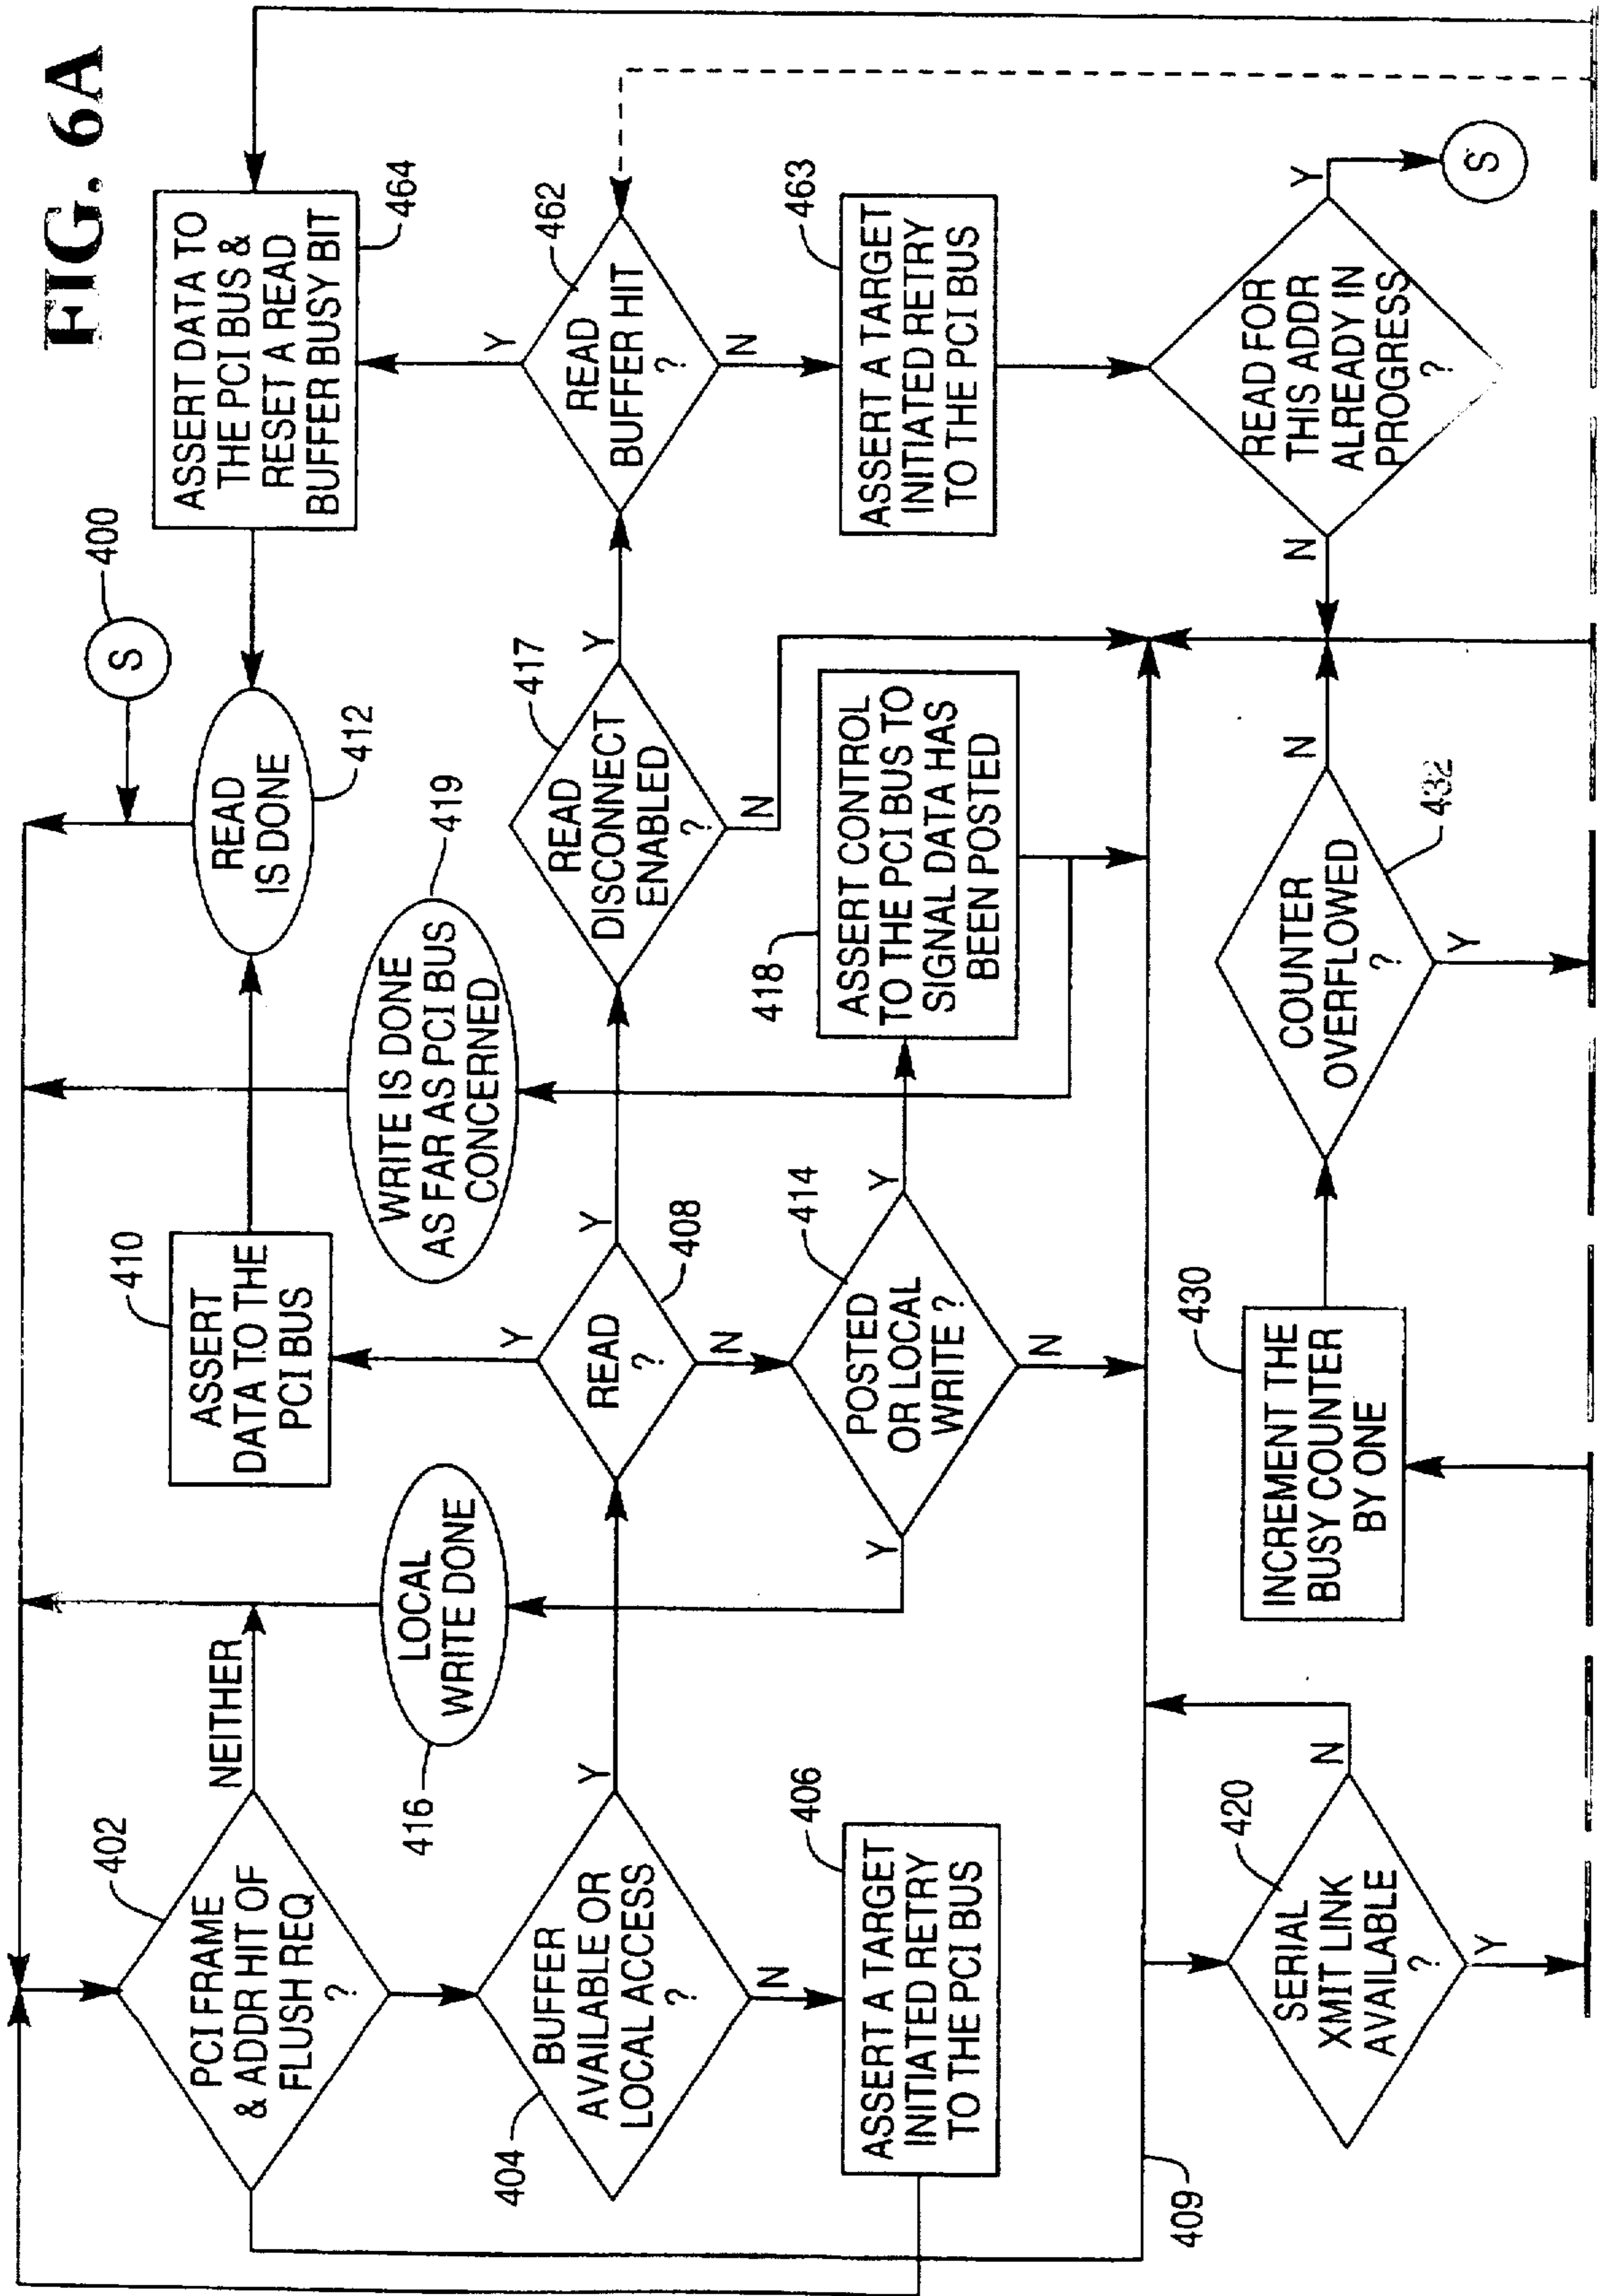 FIG. 6A
400
S
402
PCI FRAME
& ADDR HIT OF
FLUSH REQ
?
NEITHER
410
ASSERT
DATA TO THE
PCI BUS
READ
IS DONE
412
ASSERT DATA TO
THE PCI BUS &
RESET A READ
BUFFER BUSY BIT
464
416
LOCAL
WRITE DONE
WRITE IS DONE
AS FAR AS PCI BUS
CONCERNED
419
404
BUFFER
AVAILABLE OR
LOCAL ACCESS
?
Y
N
READ
?
Y
Y
N
408
417
READ
DISCONNECT
ENABLED
?
Y
N
462
READ
BUFFER HIT
?
Y
N
406
ASSERT A TARGET
INITIATED RETRY
TO THE PCI BUS
414
POSTED
OR LOCAL
WRITE ?
Y
Y
N
418
ASSERT CONTROL
TO THE PCI BUS TO
SIGNAL DATA HAS
BEEN POSTED
463
ASSERT A TARGET
INITIATED RETRY
TO THE PCI BUS
409
420
SERIAL
XMIT LINK
AVAILABLE
?
N
Y
430
INCREMENT THE
BUSY COUNTER
BY ONE
COUNTER
OVERFLOWED
?
N
Y
432
READ FOR
THIS ADDR
ALREADY IN
PROGRESS
?
N
Y
S